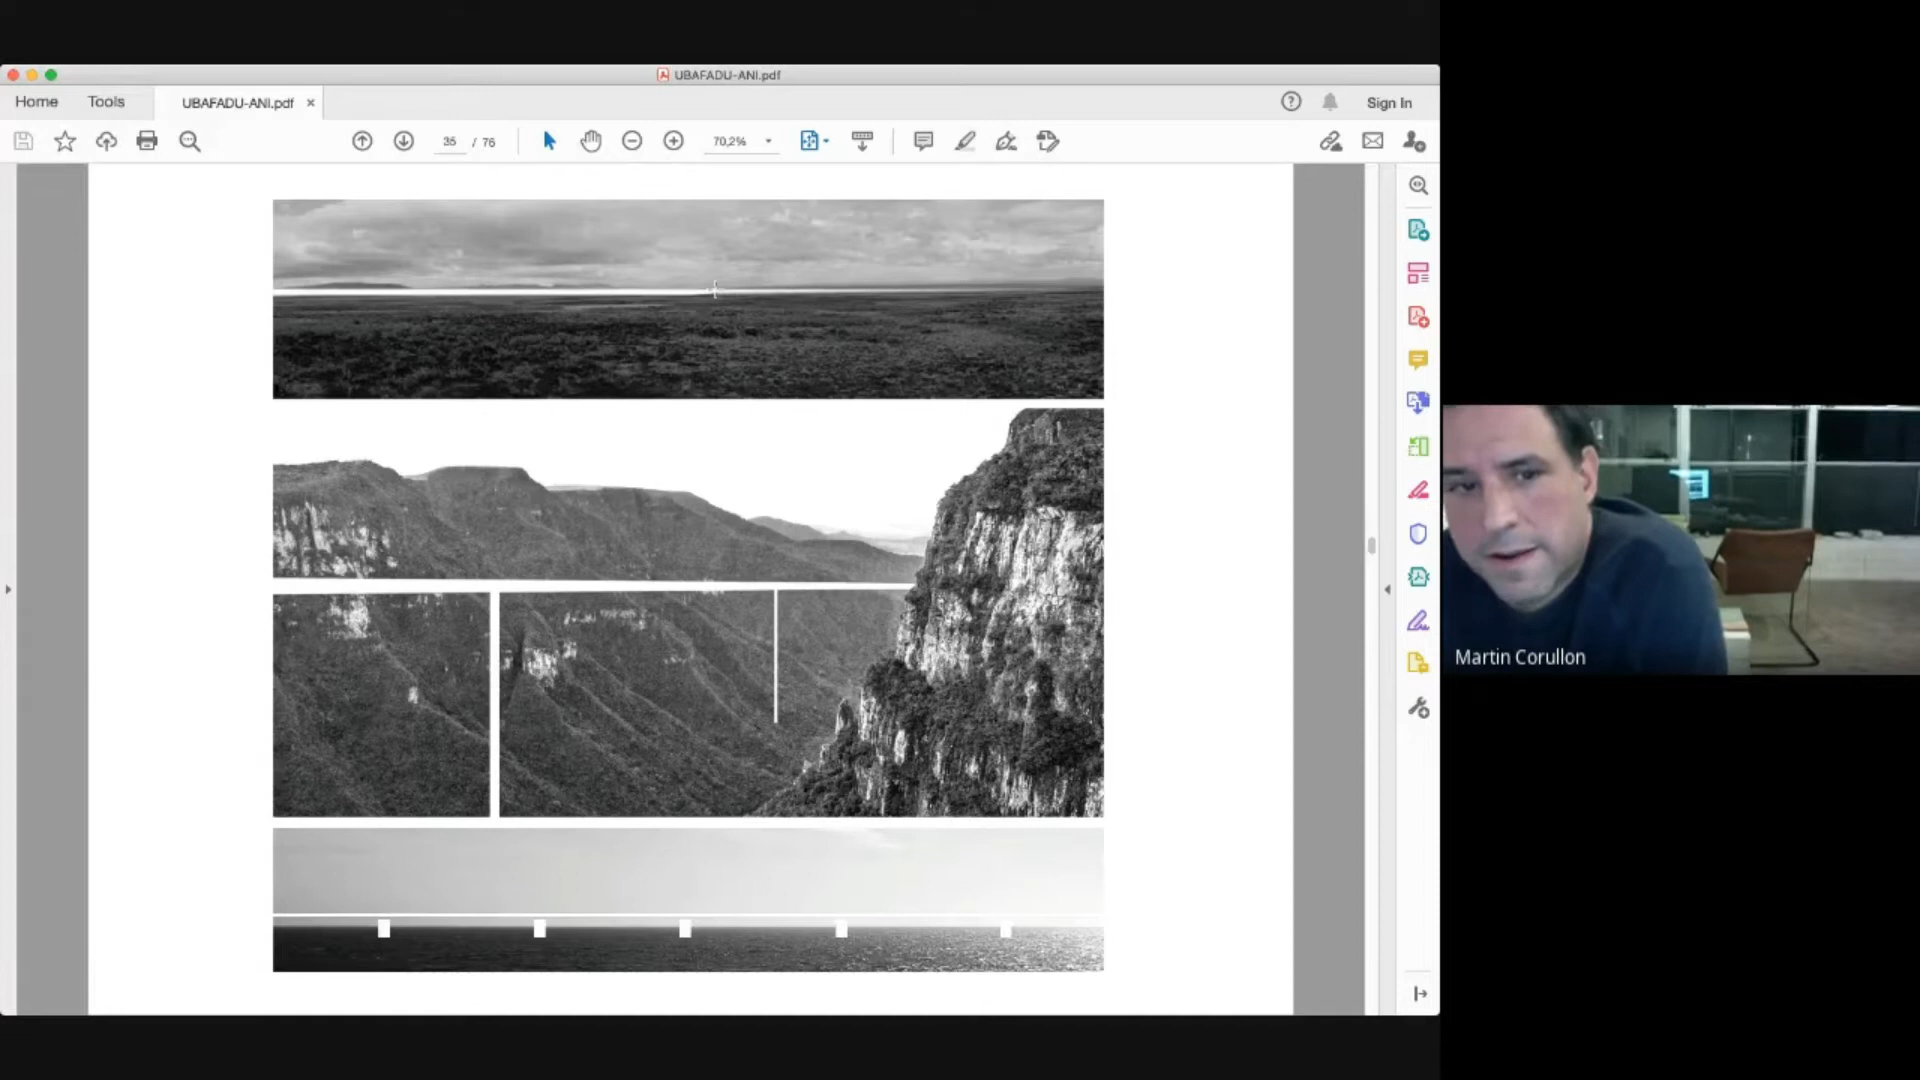 UBAFADU-ANI.pdf
Home Tools UBAFADU-ANI.pdf × Sign In
35 / 76 70,2%
Martin Corullon